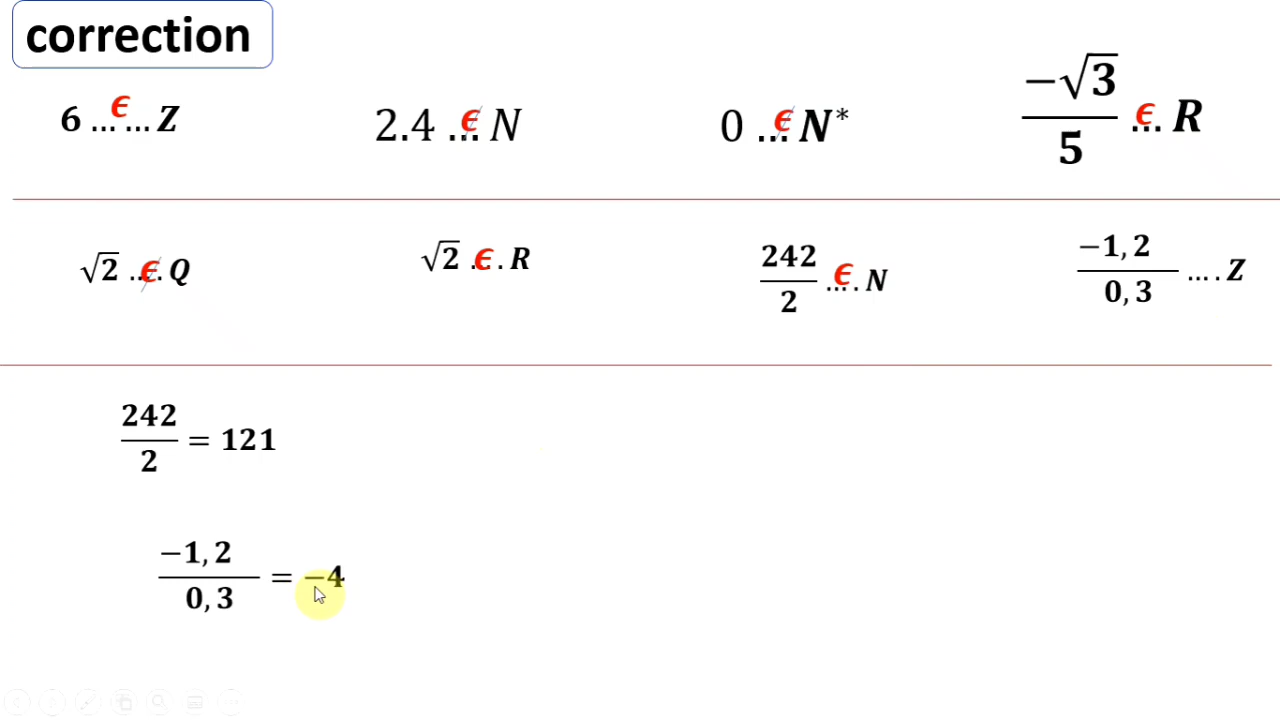 correction
6 ...ϵ... Z
2.4 ...∉ N
0 ...∉ N*
−√3/5 ...ϵ R
√2 ...∉. Q
√2 ...ϵ. R
242/2 ...ϵ. N
−1,2/0,3 .... Z
242/2 = 121
−1,2/0,3 = −4